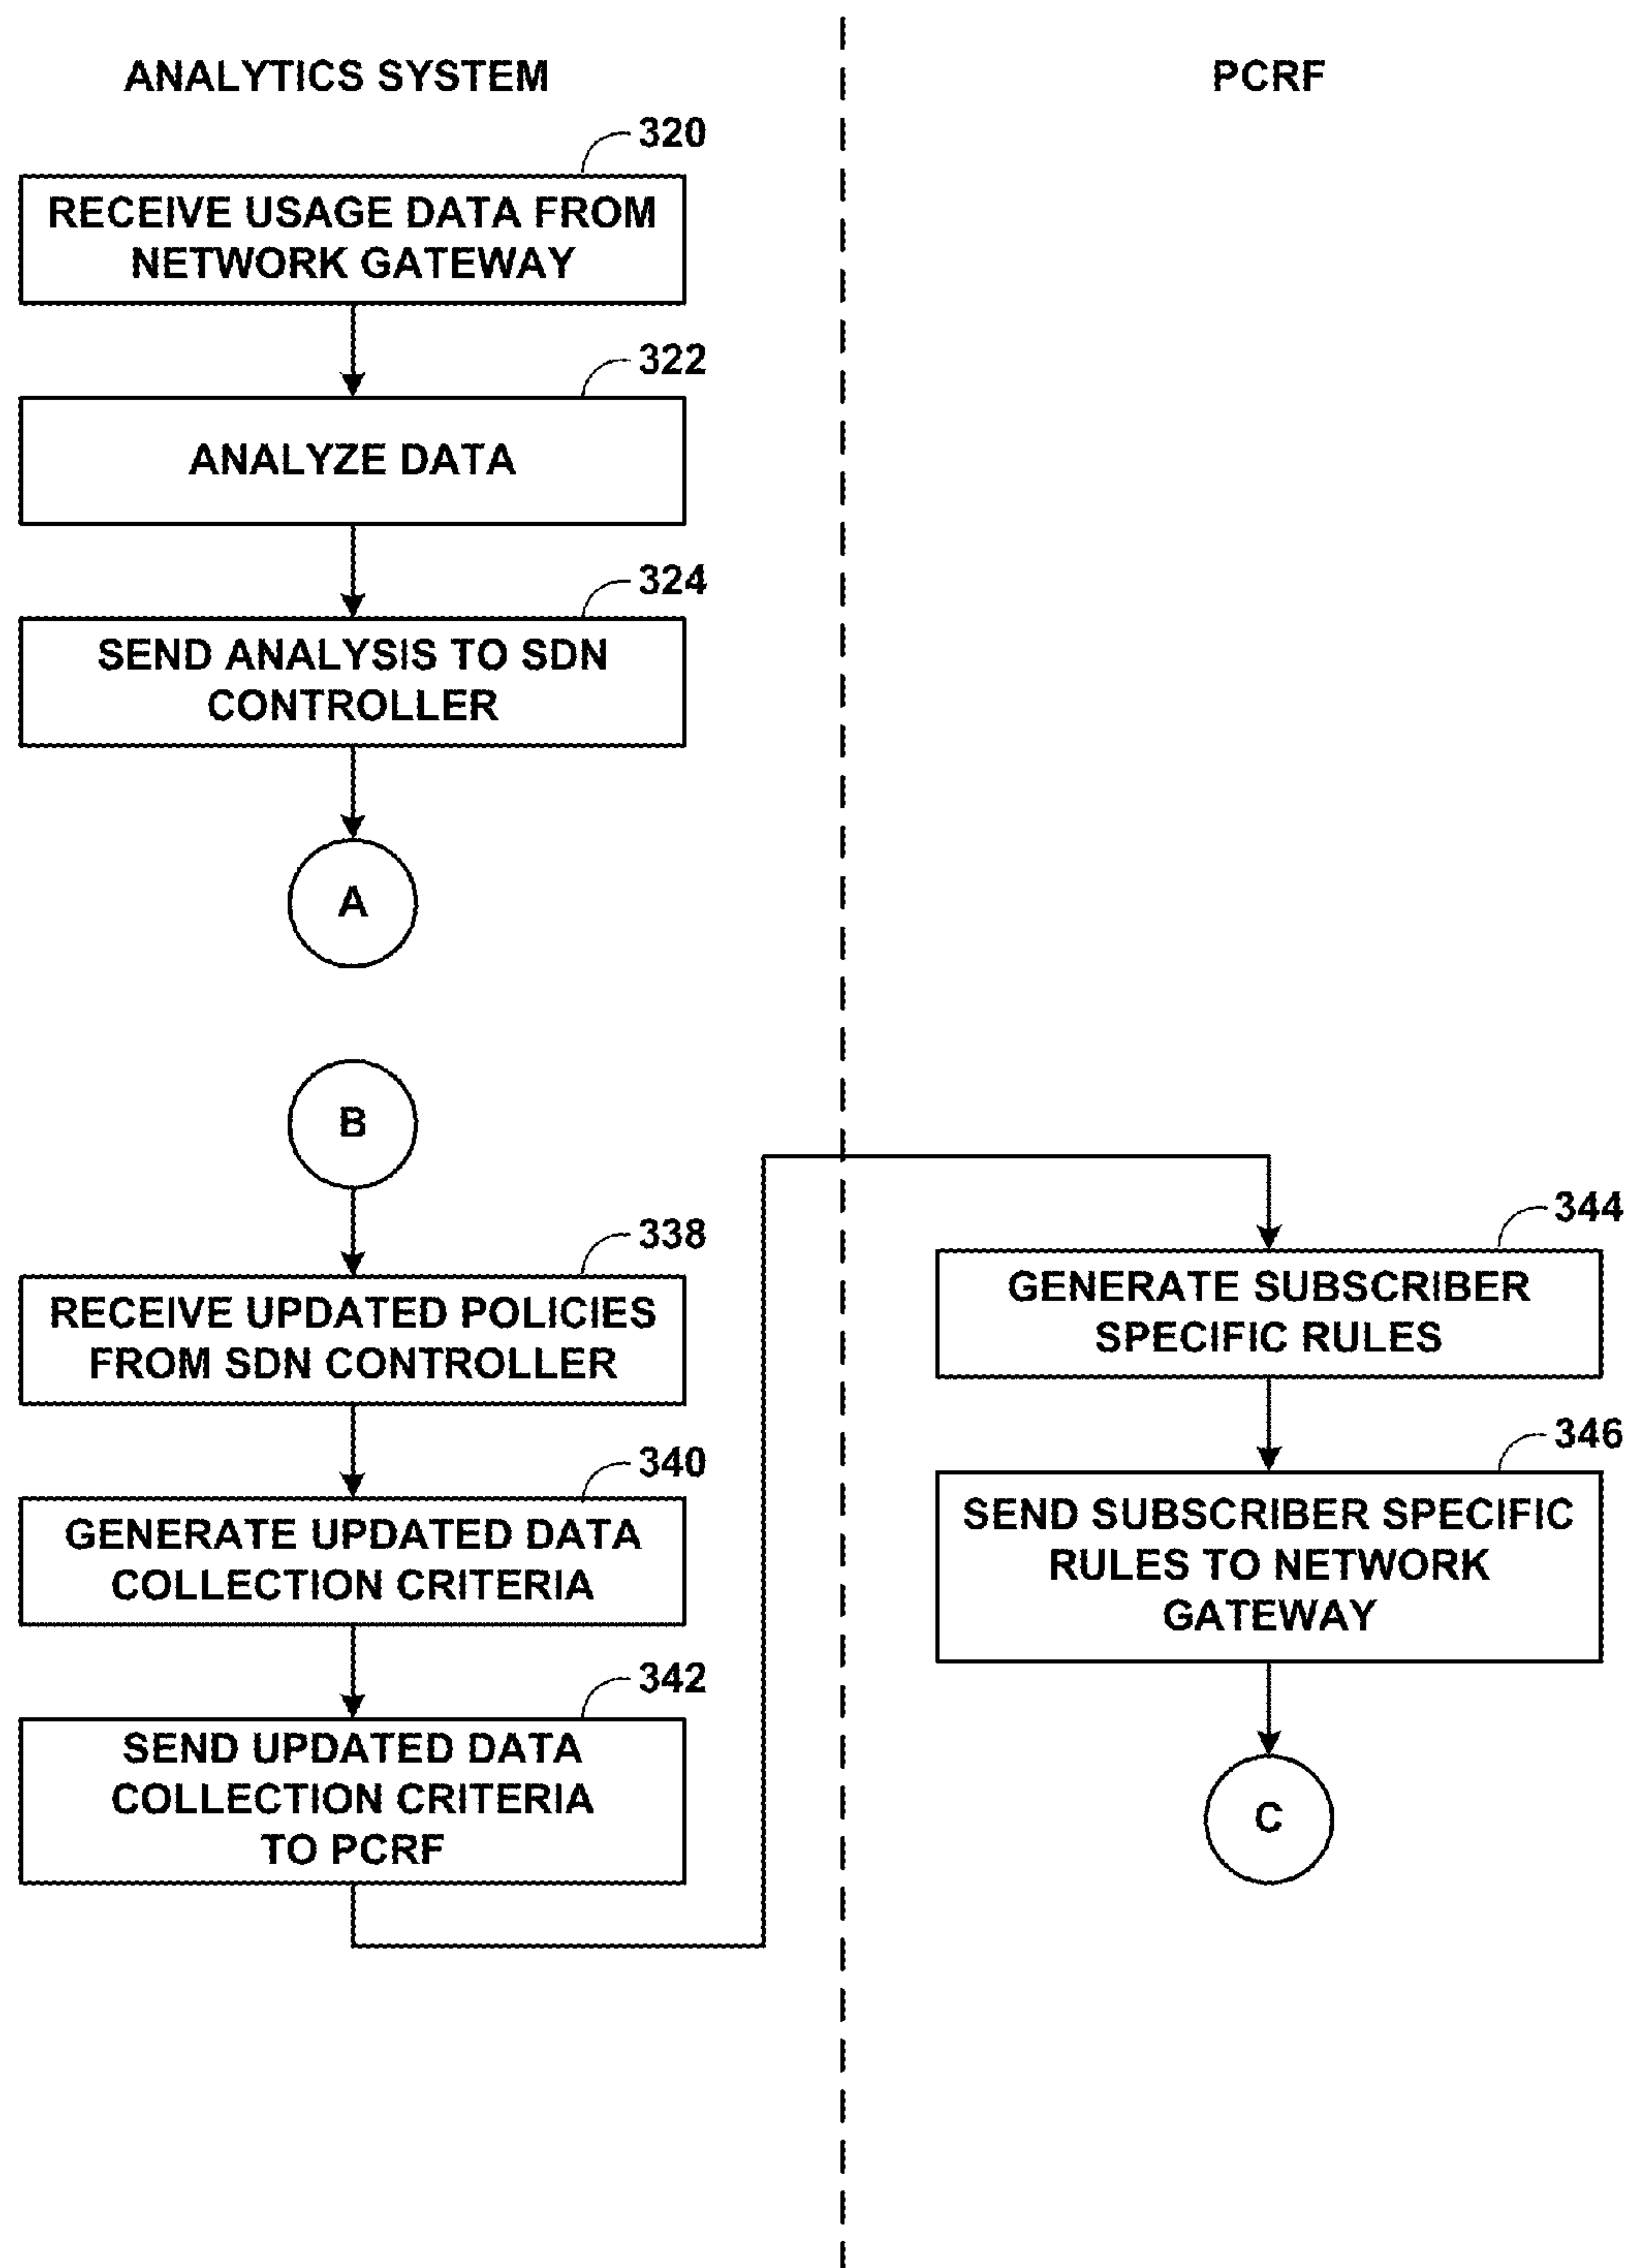 ANALYTICS SYSTEM
320
RECEIVE USAGE DATA FROM
NETWORK GATEWAY
322
ANALYZE DATA
324
SEND ANALYSIS TO SDN
CONTROLLER
A
B
338
RECEIVE UPDATED POLICIES
FROM SDN CONTROLLER
340
GENERATE UPDATED DATA
COLLECTION CRITERIA
342
SEND UPDATED DATA
COLLECTION CRITERIA
TO PCRF
PCRF
344
GENERATE SUBSCRIBER
SPECIFIC RULES
346
SEND SUBSCRIBER SPECIFIC
RULES TO NETWORK
GATEWAY
C